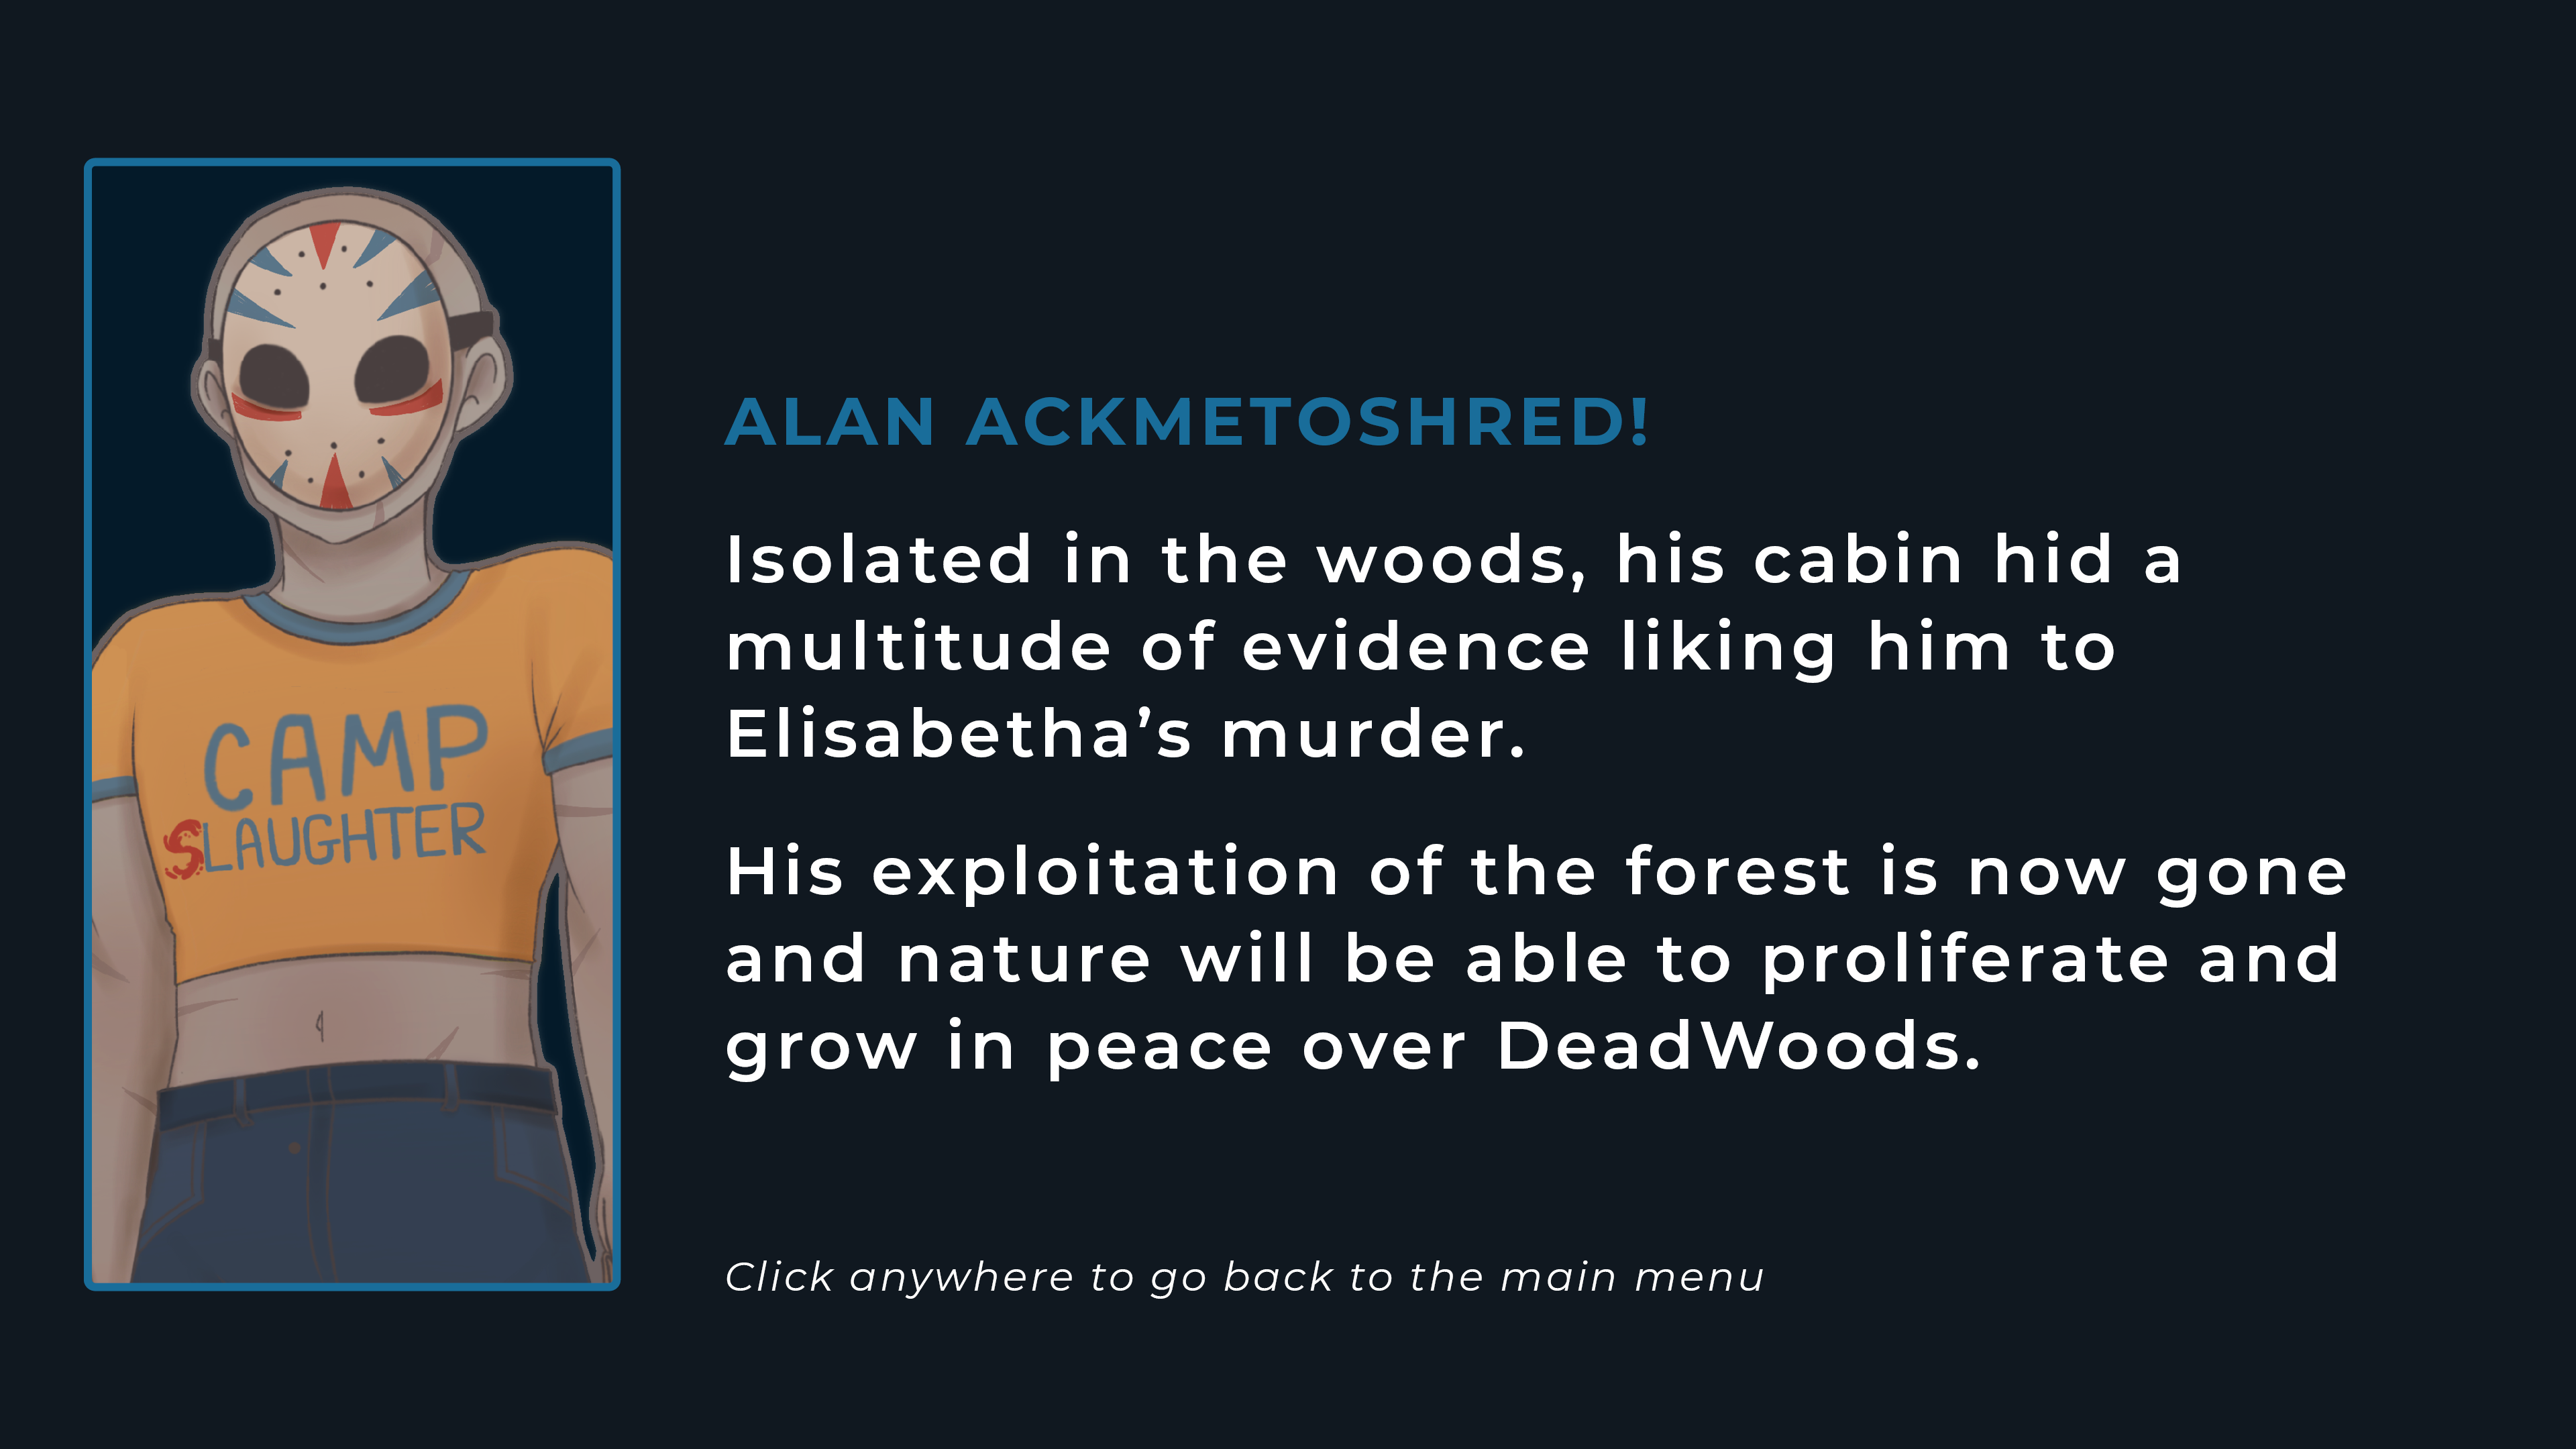 CAMP
SLAUGHTER
ALAN ACKMETOSHRED!
Isolated in the woods, his cabin hid a
multitude of evidence liking him to
Elisabetha’s murder.
His exploitation of the forest is now gone
and nature will be able to proliferate and
grow in peace over DeadWoods.
Click anywhere to go back to the main menu